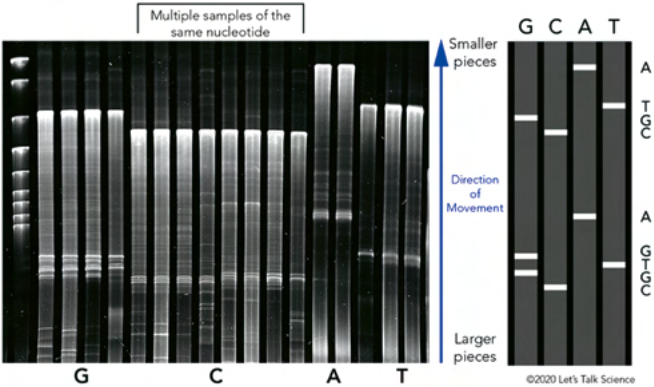 Multiple samples of the
same nucleotide
G
C
A
T
Smaller
pieces
Direction
of
Movement
Larger
pieces
G C A T
A
T
G
C
A
G
T
G
C
©2020 Let's Talk Science